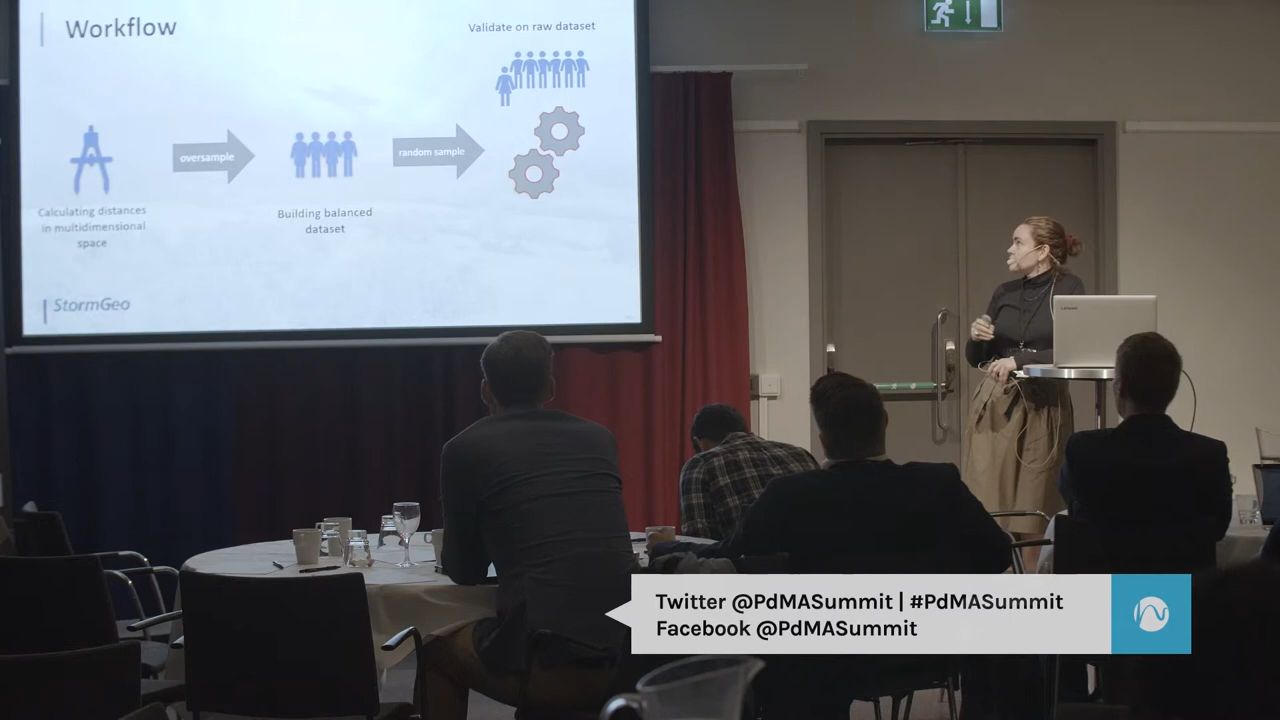 Workflow
Validate on raw dataset
oversample
random sample
Calculating distances
in multidimensional
space
Building balanced
dataset
StormGeo
Lenovo
Twitter @PdMASummit | #PdMASummit
Facebook @PdMASummit